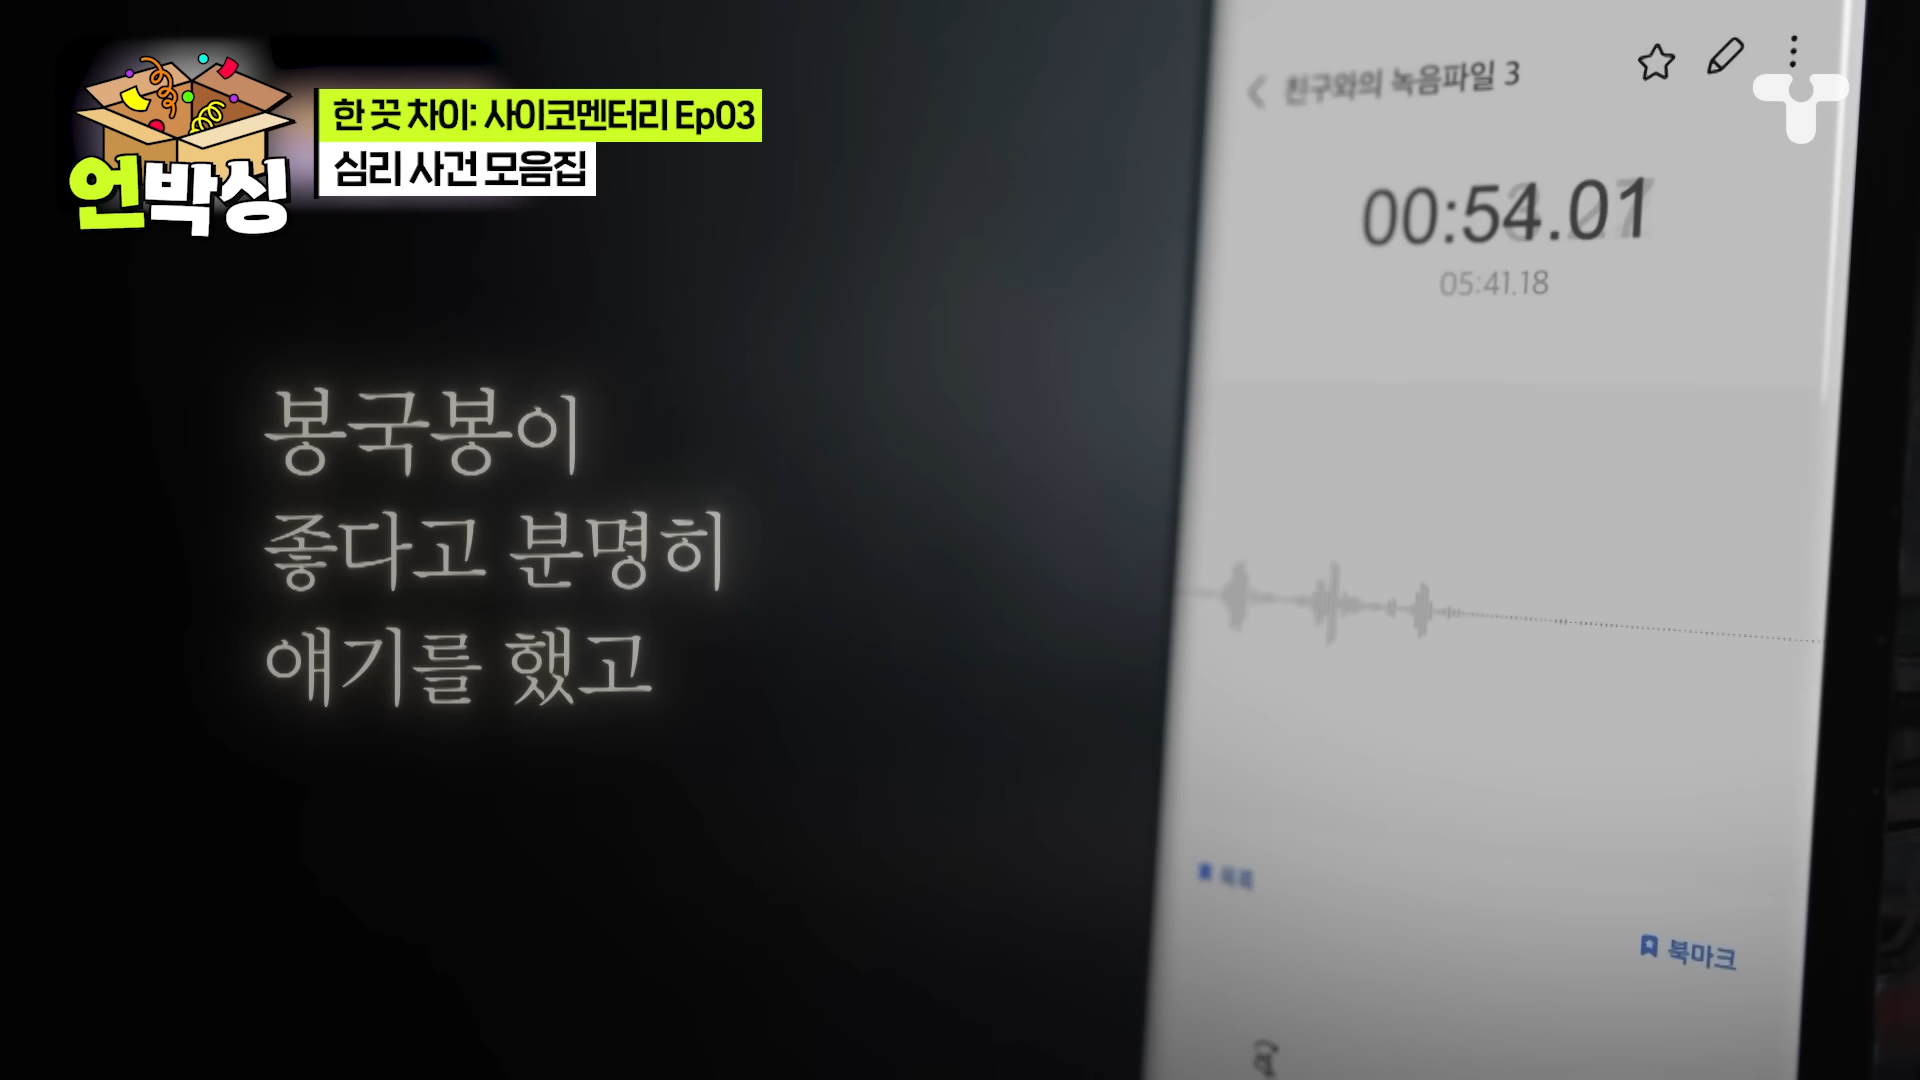 언박싱
한 끗 차이: 사이코멘터리 Ep03
심리 사건 모음집
친구와의 녹음파일 3
00:54.01
05:41.18
봉국봉이
좋다고 분명히
얘기를 했고
목록
북마크